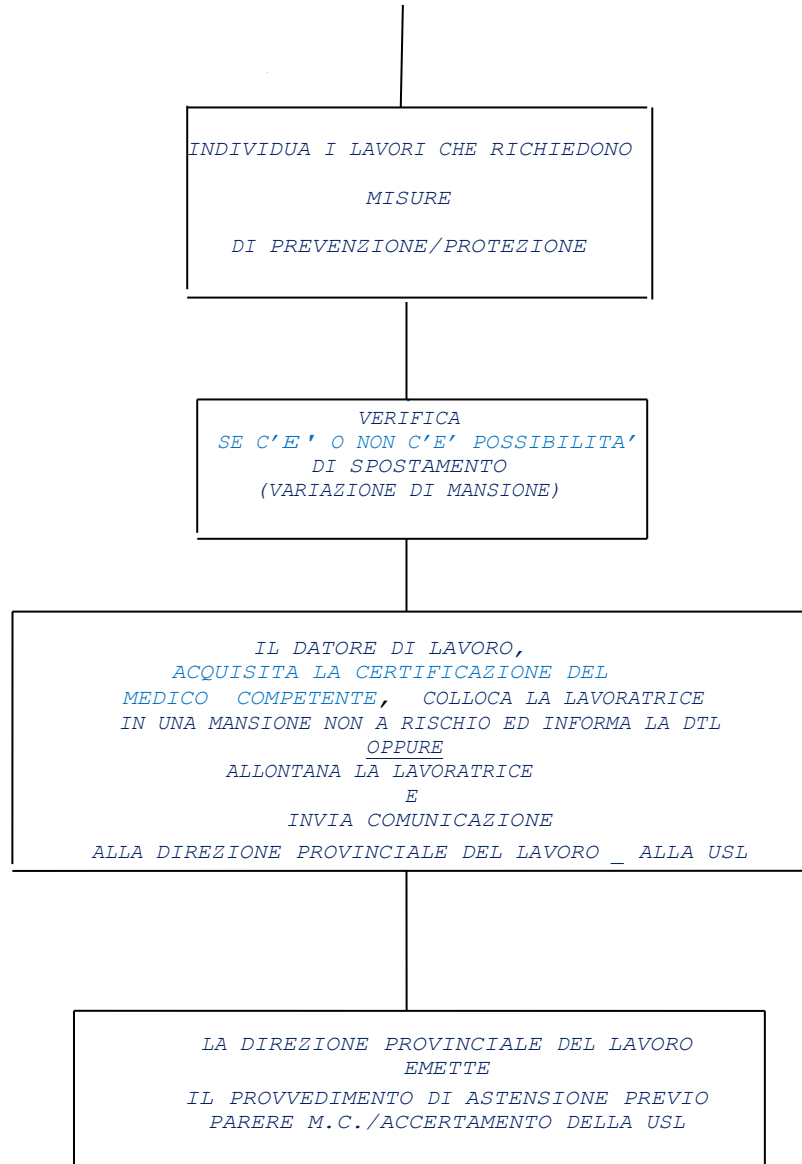 INDIVIDUA I LAVORI CHE RICHIEDONO
MISURE
DI PREVENZIONE/PROTEZIONE
VERIFICA
SE C'E' O NON C'E' POSSIBILITA'
DI SPOSTAMENTO
(VARIAZIONE DI MANSIONE)
IL DATORE DI LAVORO,
ACQUISITA LA CERTIFICAZIONE DEL
MEDICO COMPETENTE, COLLOCA LA LAVORATRICE
IN UNA MANSIONE NON A RISCHIO ED INFORMA LA DTL
OPPURE
ALLONTANA LA LAVORATRICE
E
INVIA COMUNICAZIONE
ALLA DIREZIONE PROVINCIALE DEL LAVORO _ ALLA USL
LA DIREZIONE PROVINCIALE DEL LAVORO
EMETTE
IL PROVVEDIMENTO DI ASTENSIONE PREVIO
PARERE M.C./ACCERTAMENTO DELLA USL